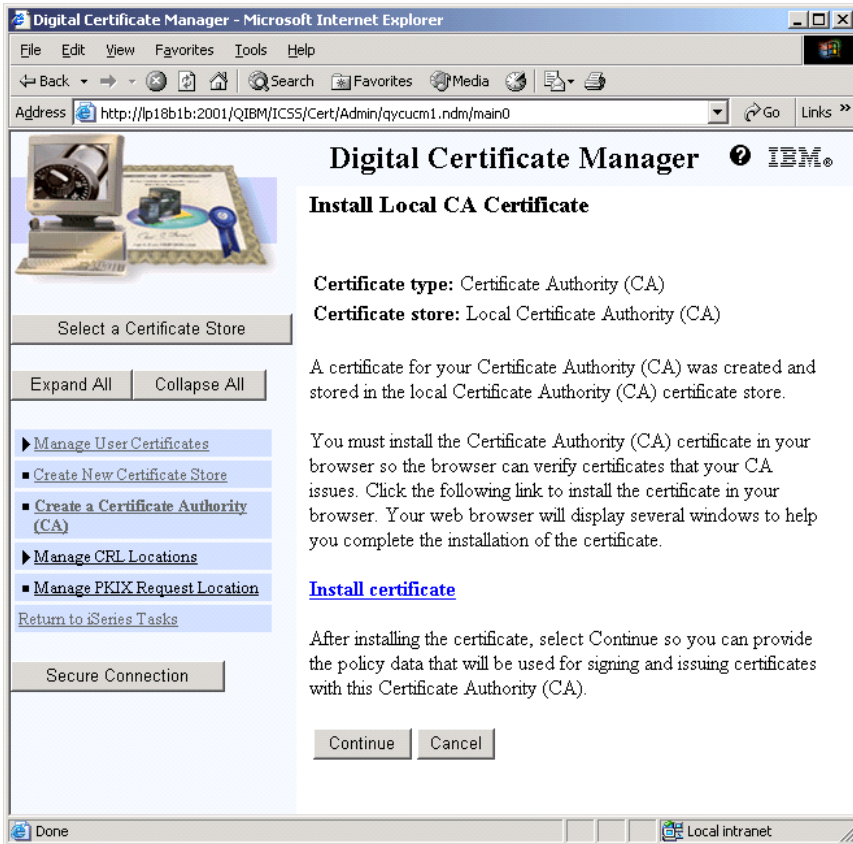 Digital Certificate Manager - Microsoft Internet Explorer
File Edit View Favorites Tools Help
Back Search Favorites Media
Address http://lp18b1b:2001/QIBM/ICSS/Cert/Admin/qycucm1.ndm/main0 Go Links »
Digital Certificate Manager ? IBM®
Install Local CA Certificate
Certificate type: Certificate Authority (CA)
Certificate store: Local Certificate Authority (CA)
Select a Certificate Store
Expand All Collapse All
Manage User Certificates
Create New Certificate Store
Create a Certificate Authority
(CA)
Manage CRL Locations
Manage PKIX Request Location
Return to iSeries Tasks
Secure Connection
A certificate for your Certificate Authority (CA) was created and
stored in the local Certificate Authority (CA) certificate store.
You must install the Certificate Authority (CA) certificate in your
browser so the browser can verify certificates that your CA
issues. Click the following link to install the certificate in your
browser. Your web browser will display several windows to help
you complete the installation of the certificate.
Install certificate
After installing the certificate, select Continue so you can provide
the policy data that will be used for signing and issuing certificates
with this Certificate Authority (CA).
Continue Cancel
Done Local intranet